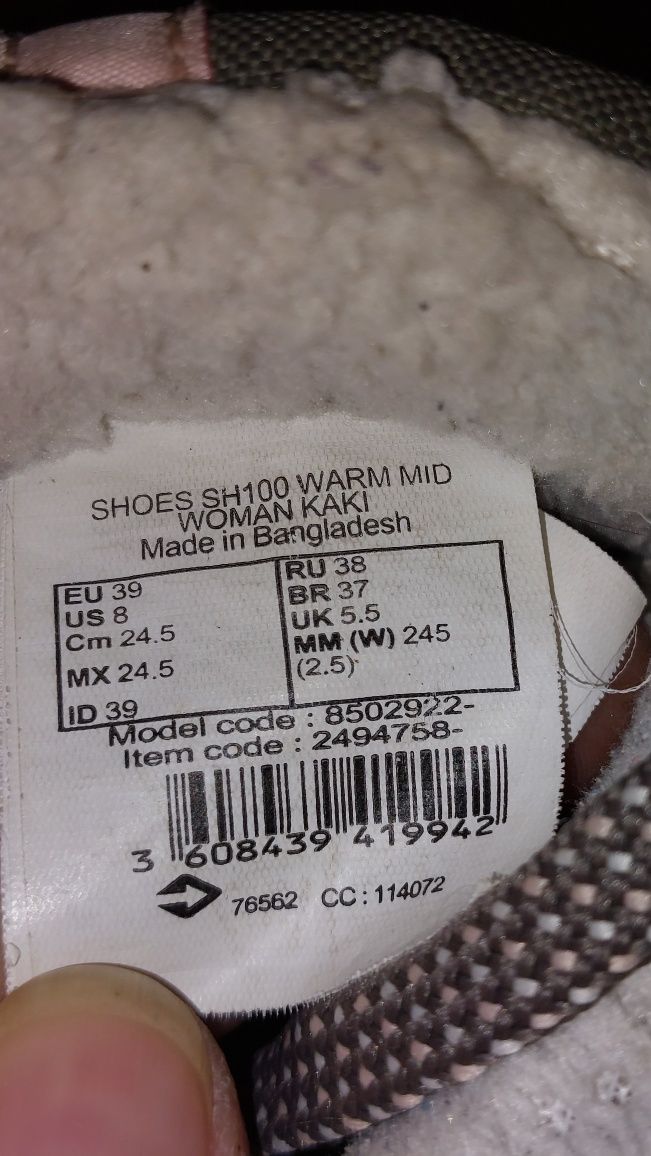 SHOES SH100 WARM MID
WOMAN KAKI
Made in Bangladesh
EU 39
US 8
Cm 24.5
MX 24.5
ID 39
RU 38
BR 37
UK 5.5
MM (W) 245
(2.5)
Model code : 8502922-
Item code : 2494758-
3 608439 419942
76562 CC : 114072